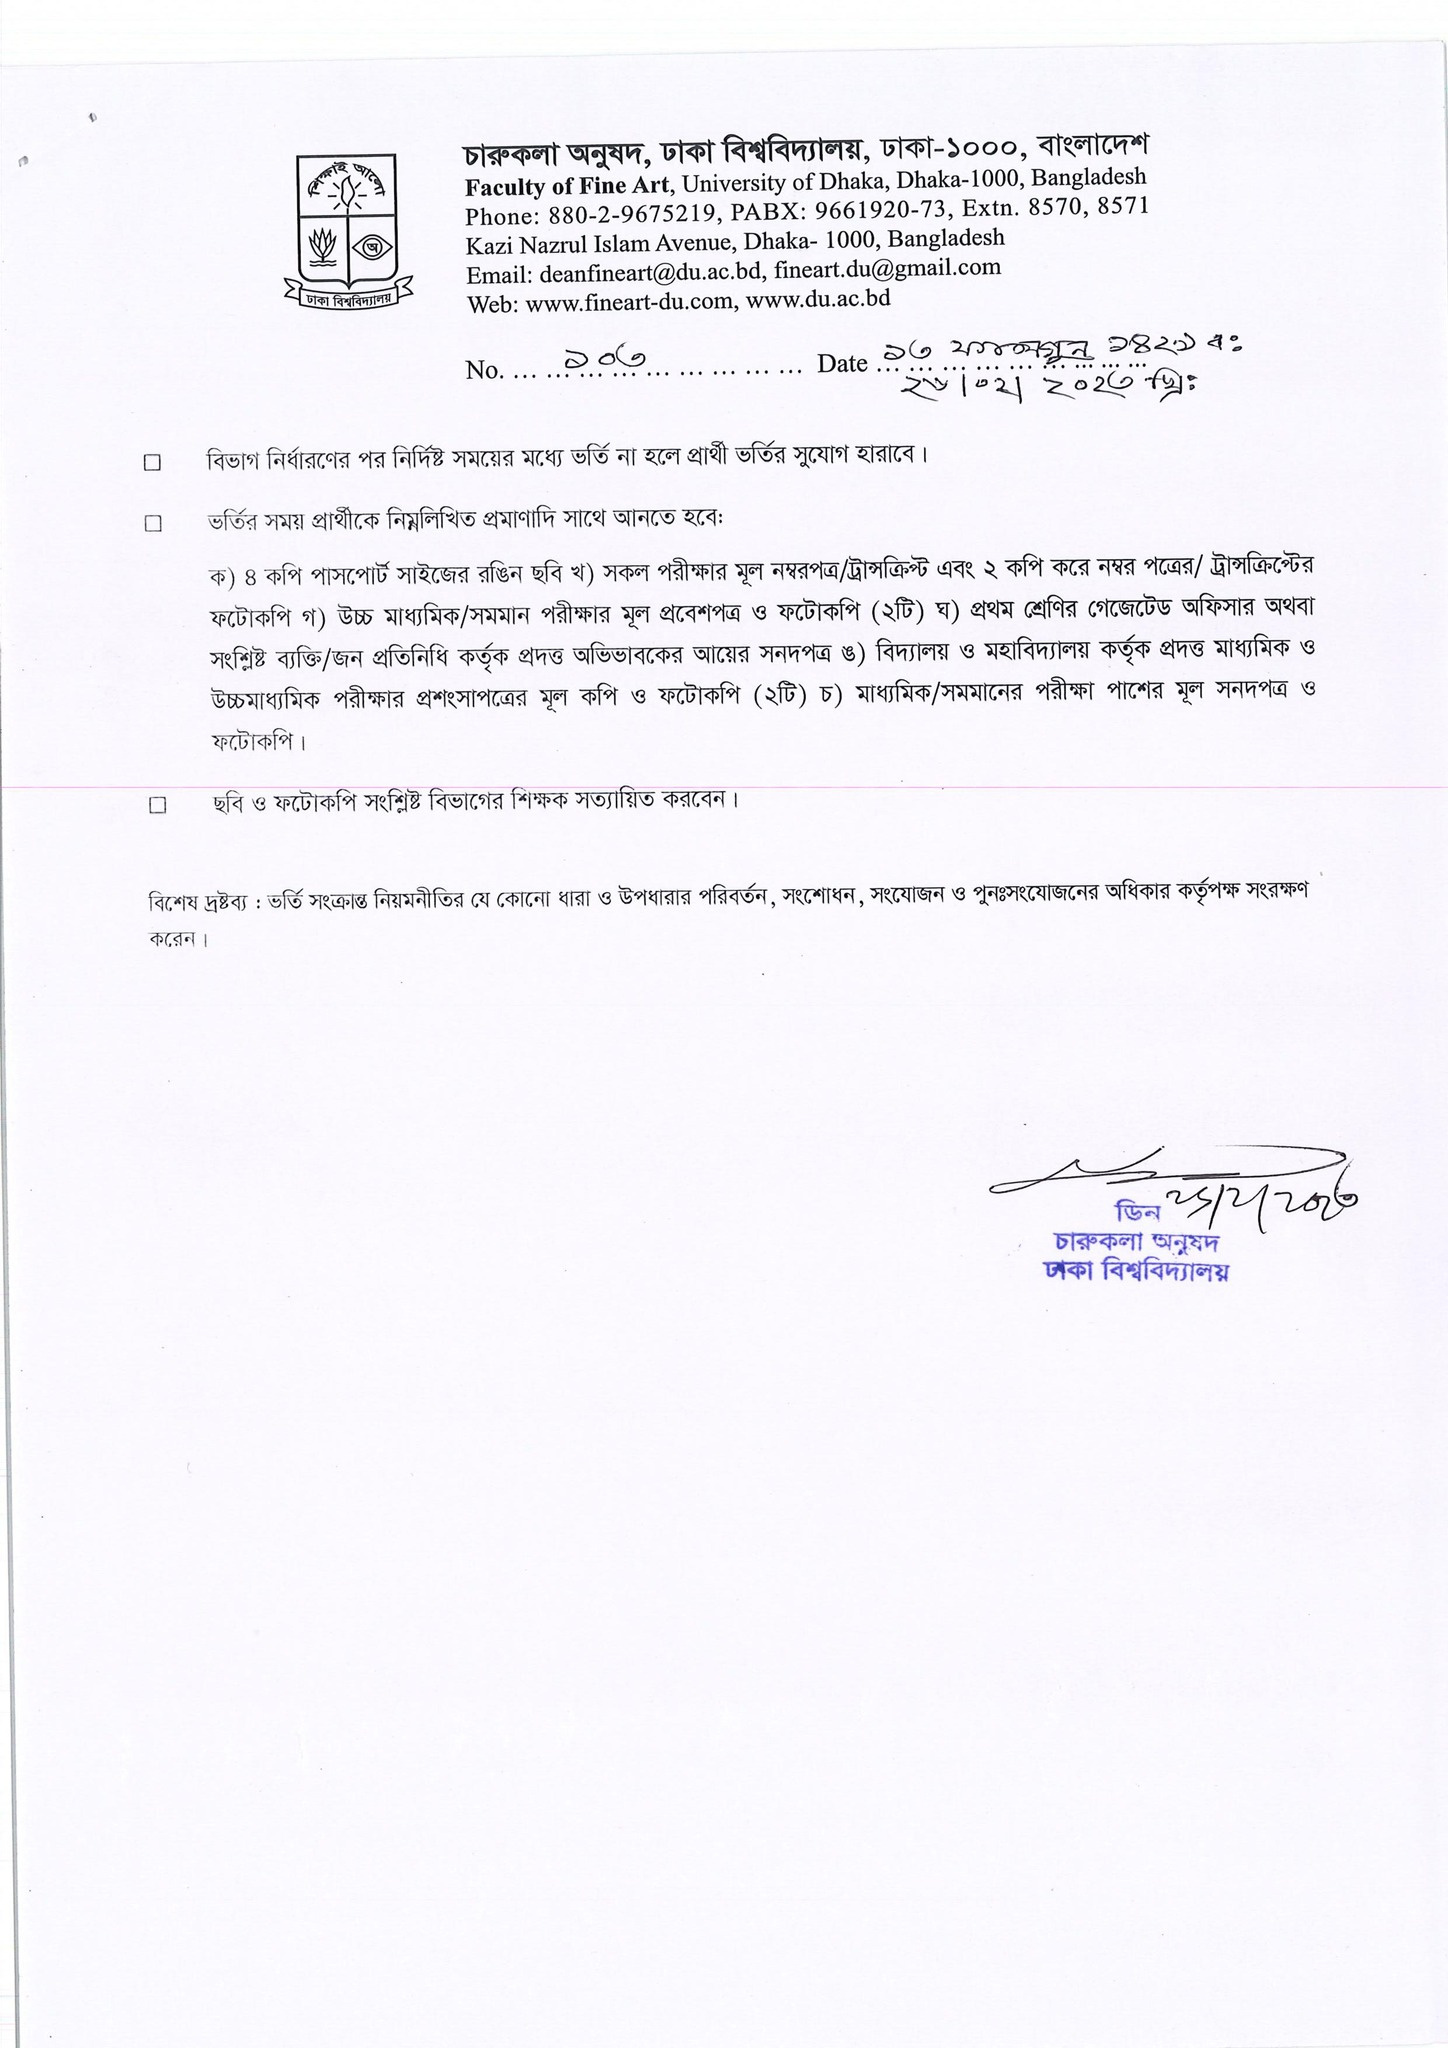 শিক্ষাই আলো
অ
ঢাকা বিশ্ববিদ্যালয়
চারুকলা অনুষদ, ঢাকা বিশ্ববিদ্যালয়, ঢাকা-১০০০, বাংলাদেশ
Faculty of Fine Art, University of Dhaka, Dhaka-1000, Bangladesh
Phone: 880-2-9675219, PABX: 9661920-73, Extn. 8570, 8571
Kazi Nazrul Islam Avenue, Dhaka- 1000, Bangladesh
Email: deanfineart@du.ac.bd, fineart.du@gmail.com
Web: www.fineart-du.com, www.du.ac.bd
No. ... ১০৩ ... Date ১৩ ফাল্গুন ১৪২৯ ব:
২৬/০২/২০২৩ খ্রি:
□ বিভাগ নির্ধারণের পর নির্দিষ্ট সময়ের মধ্যে ভর্তি না হলে প্রার্থী ভর্তির সুযোগ হারাবে।
□ ভর্তির সময় প্রার্থীকে নিম্নলিখিত প্রমাণাদি সাথে আনতে হবে:
ক) ৪ কপি পাসপোর্ট সাইজের রঙিন ছবি খ) সকল পরীক্ষার মূল নম্বরপত্র/ট্রান্সক্রিপ্ট এবং ২ কপি করে নম্বর পত্রের/ ট্রান্সক্রিপ্টের
ফটোকপি গ) উচ্চ মাধ্যমিক/সমমান পরীক্ষার মূল প্রবেশপত্র ও ফটোকপি (২টি) ঘ) প্রথম শ্রেণির গেজেটেড অফিসার অথবা
সংশ্লিষ্ট ব্যক্তি/জন প্রতিনিধি কর্তৃক প্রদত্ত অভিভাবকের আয়ের সনদপত্র ঙ) বিদ্যালয় ও মহাবিদ্যালয় কর্তৃক প্রদত্ত মাধ্যমিক ও
উচ্চমাধ্যমিক পরীক্ষার প্রশংসাপত্রের মূল কপি ও ফটোকপি (২টি) চ) মাধ্যমিক/সমমানের পরীক্ষা পাশের মূল সনদপত্র ও
ফটোকপি।
□ ছবি ও ফটোকপি সংশ্লিষ্ট বিভাগের শিক্ষক সত্যায়িত করবেন।
বিশেষ দ্রষ্টব্য : ভর্তি সংক্রান্ত নিয়মনীতির যে কোনো ধারা ও উপধারার পরিবর্তন, সংশোধন, সংযোজন ও পুনঃসংযোজনের অধিকার কর্তৃপক্ষ সংরক্ষণ
করেন।
ডিন
চারুকলা অনুষদ
ঢাকা বিশ্ববিদ্যালয়